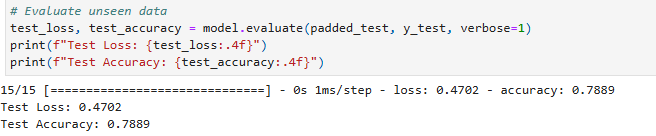 # Evaluate unseen data
test_loss, test_accuracy = model.evaluate(padded_test, y_test, verbose=1)
print(f"Test Loss: {test_loss:.4f}")
print(f"Test Accuracy: {test_accuracy:.4f}")
15/15 [==============================] - 0s 1ms/step - loss: 0.4702 - accuracy: 0.7889
Test Loss: 0.4702
Test Accuracy: 0.7889